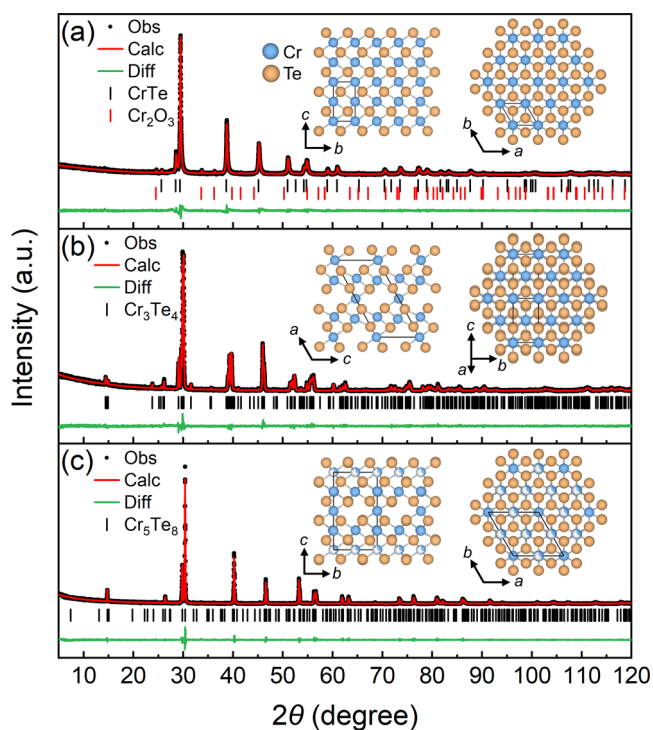 (a)
Obs
Calc
Diff
CrTe
Cr₂O₃
Cr
Te
c
b
b
a
(b)
Obs
Calc
Diff
Cr₃Te₄
a
c
c
a
b
(c)
Obs
Calc
Diff
Cr₅Te₈
c
b
b
a
Intensity (a.u.)
10 20 30 40 50 60 70 80 90 100 110 120
2θ (degree)